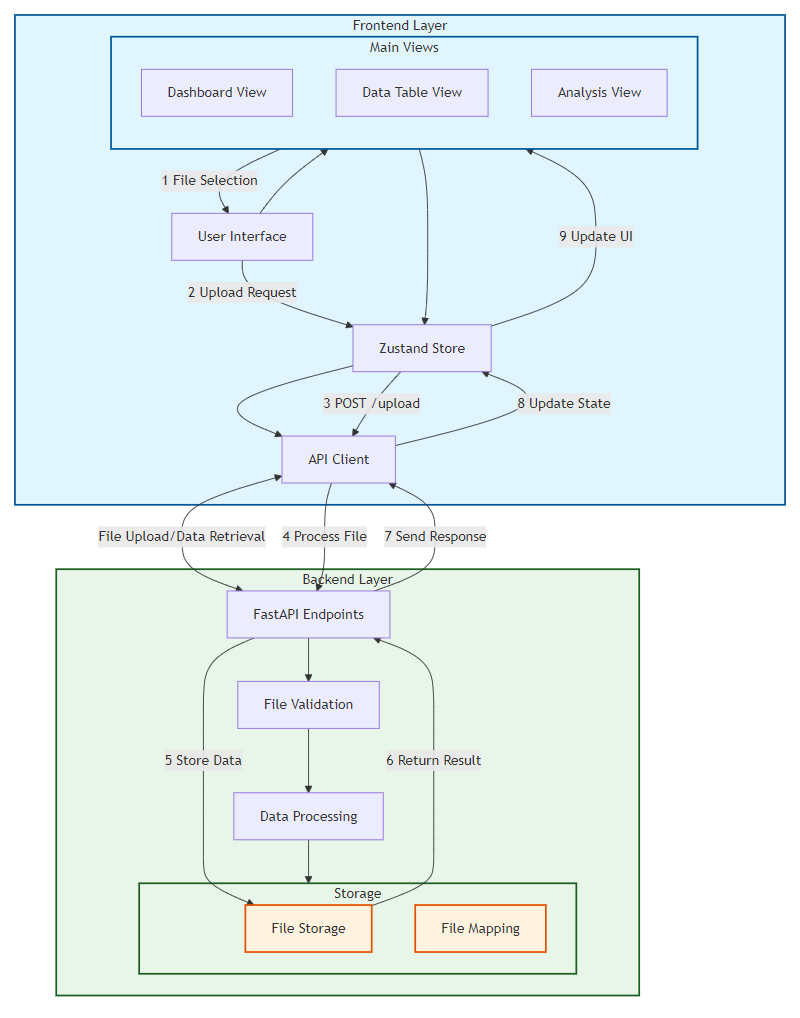 Frontend Layer
Main Views
Dashboard View
Data Table View
Analysis View
1 File Selection
User Interface
9 Update UI
2 Upload Request
Zustand Store
3 POST /upload
8 Update State
API Client
File Upload/Data Retrieval
4 Process File
7 Send Response
Backend Layer
FastAPI Endpoints
File Validation
5 Store Data
6 Return Result
Data Processing
Storage
File Storage
File Mapping